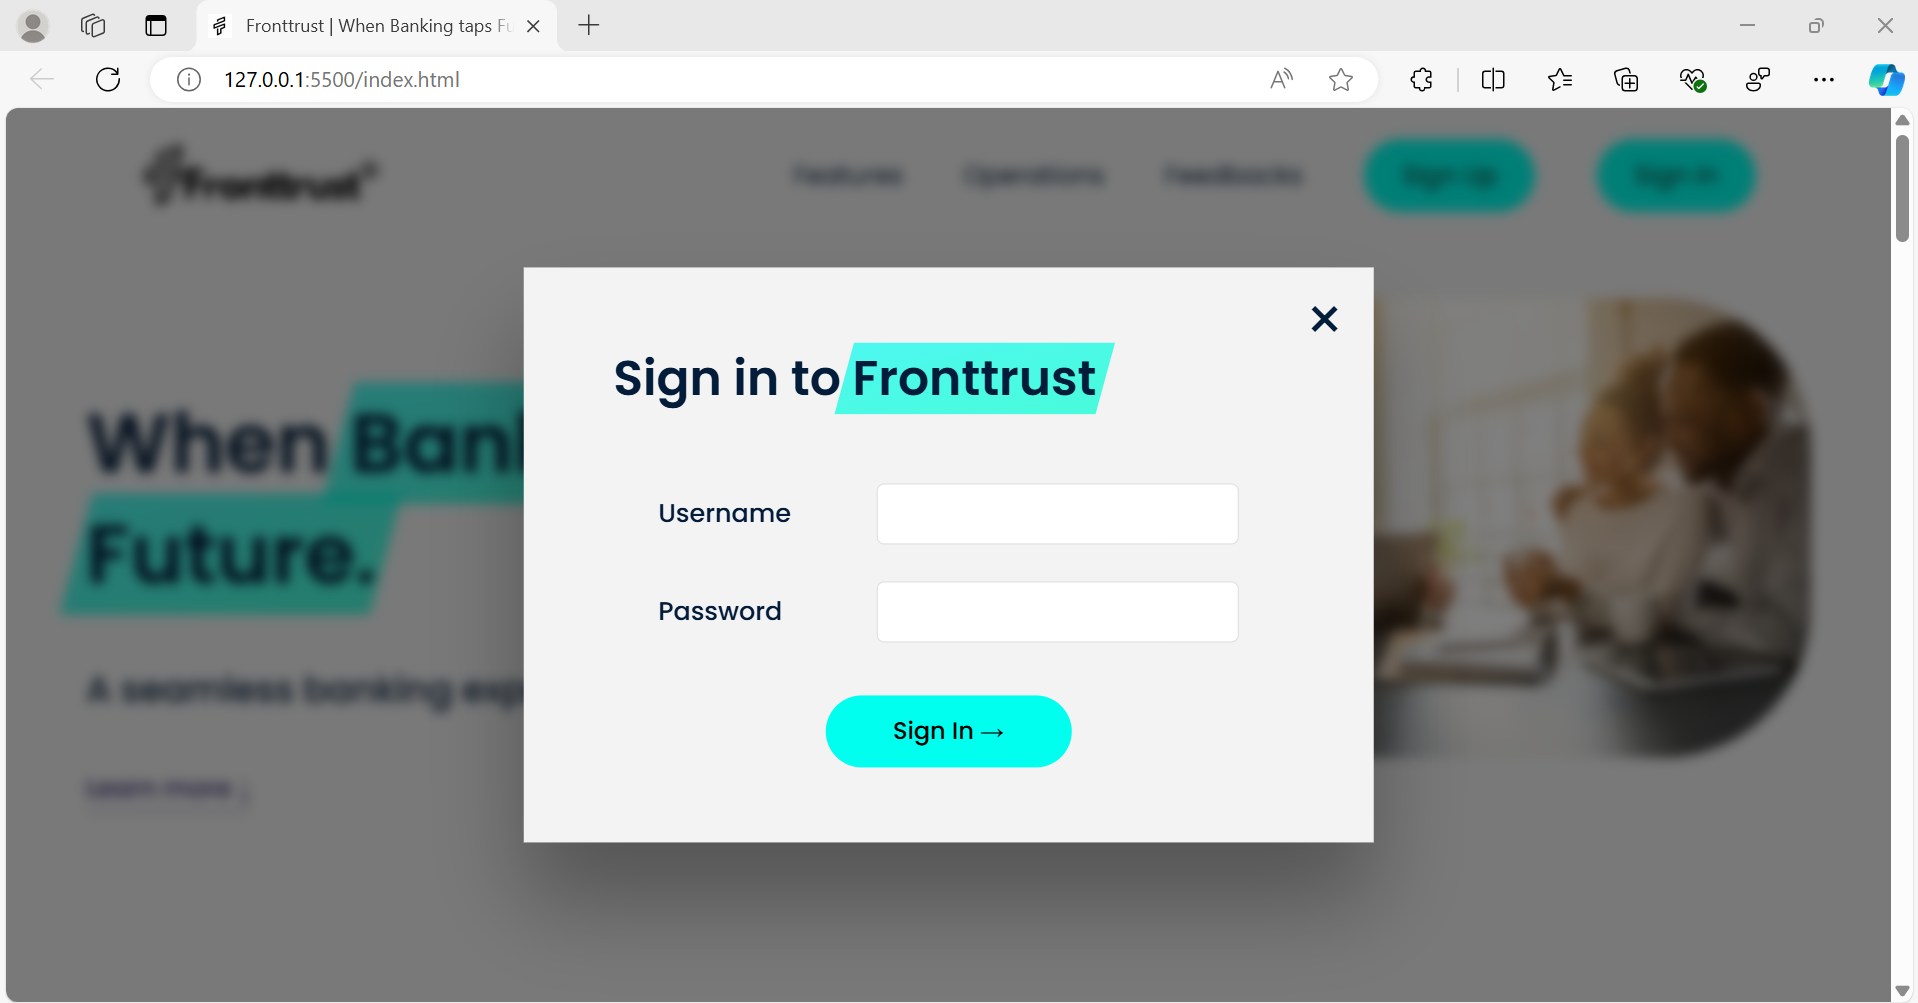 Fronttrust | When Banking taps Fu
127.0.0.1:5500/index.html
Fronttrust
Features
Operations
Feedbacks
Sign Up
Sign In
×
Sign in to Fronttrust
When Bank
Future.
Username
Password
A seamless banking exp
Sign In →
Learn more ↓